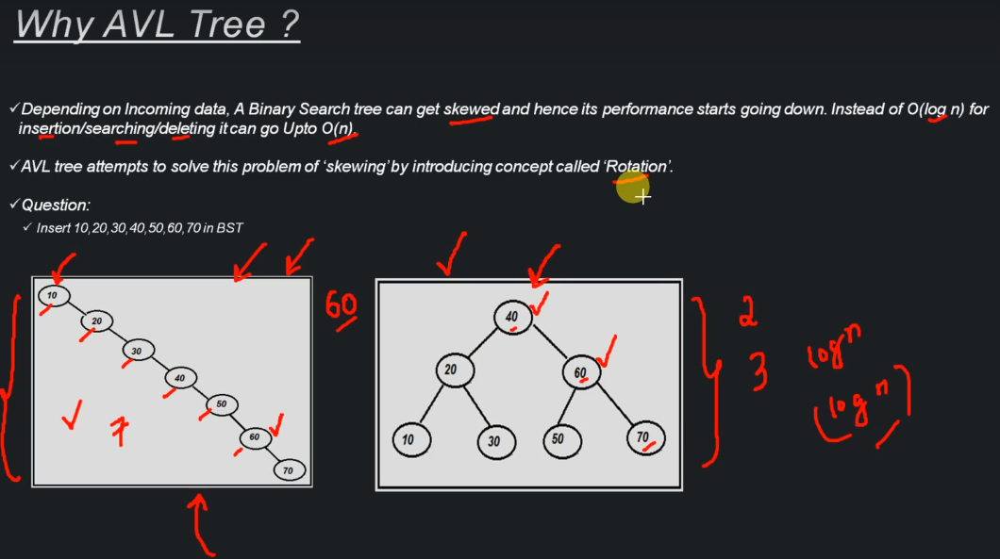 Why AVL Tree ?
✓Depending on Incoming data, A Binary Search tree can get skewed and hence its performance starts going down. Instead of O(log n) for
insertion/searching/deleting it can go Upto O(n).
✓AVL tree attempts to solve this problem of ‘skewing’ by introducing concept called ‘Rotation’.
✓Question:
✓ Insert 10,20,30,40,50,60,70 in BST
10
20
30
40
50
60
70
7
60
40
20
60
10
30
50
70
2
3
log n
log n